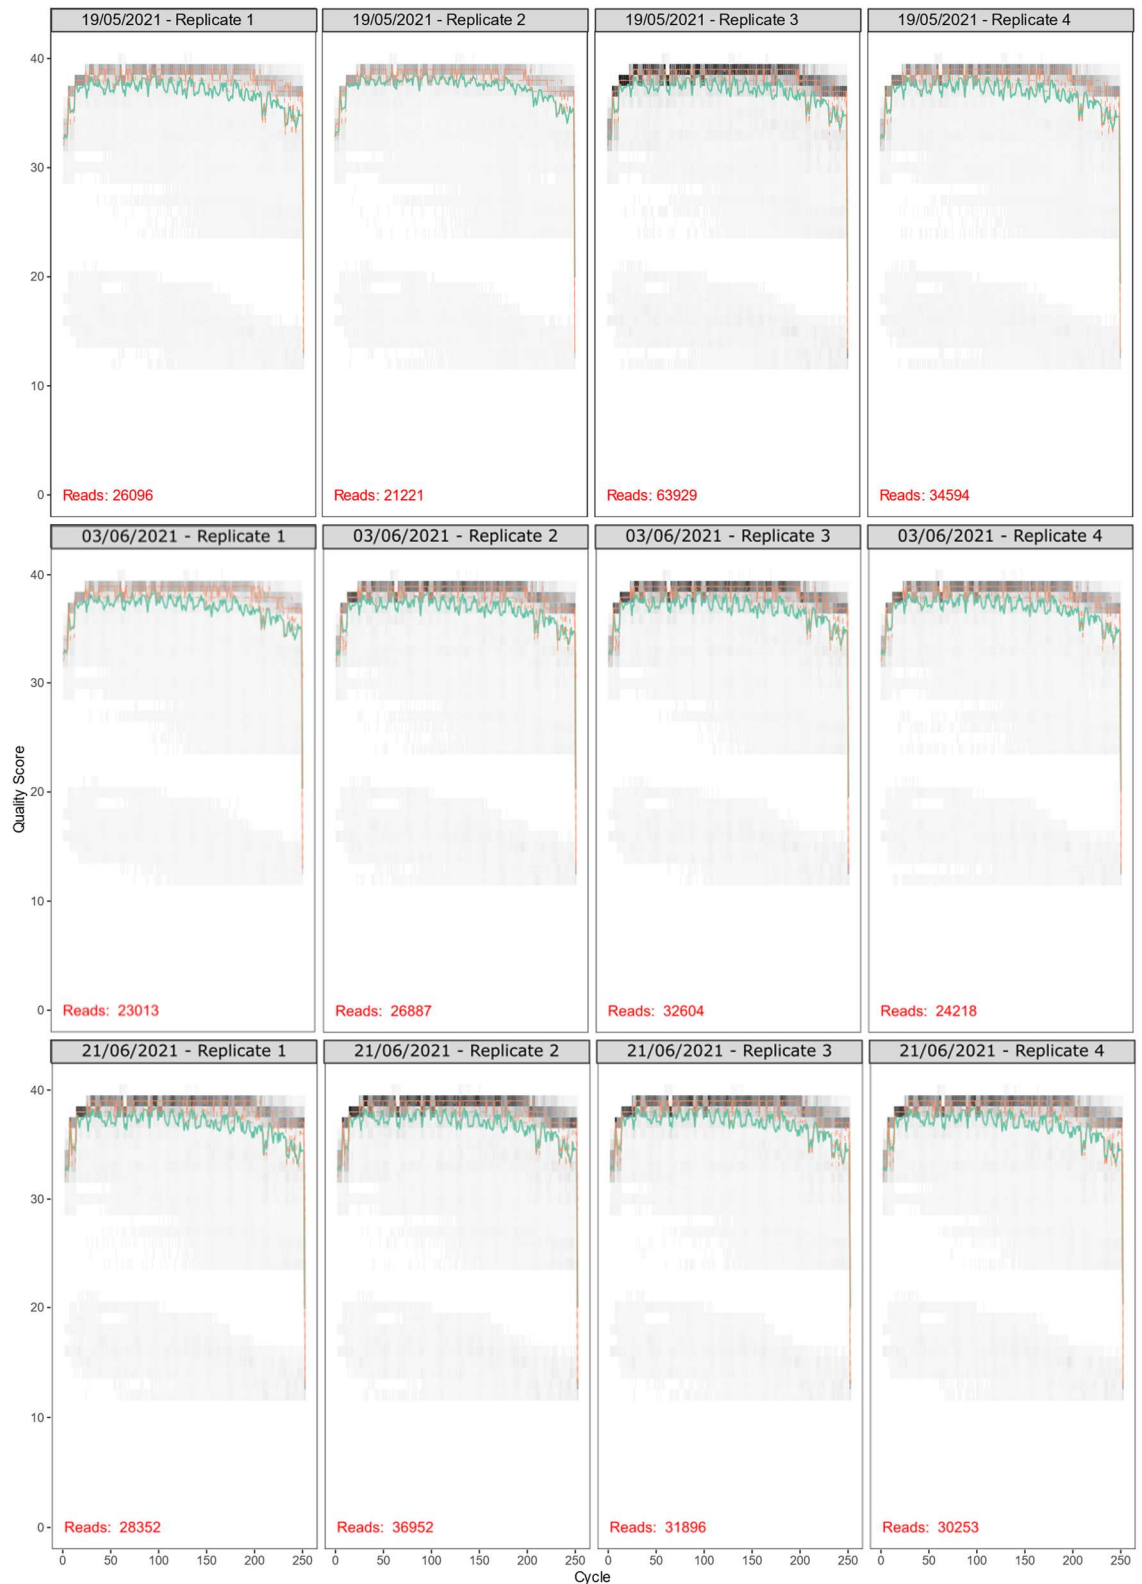 19/05/2021 - Replicate 1 19/05/2021 - Replicate 2 19/05/2021 - Replicate 3 19/05/2021 - Replicate 4
40
30
20
10
0
Reads: 26096 Reads: 21221 Reads: 63929 Reads: 34594
03/06/2021 - Replicate 1 03/06/2021 - Replicate 2 03/06/2021 - Replicate 3 03/06/2021 - Replicate 4
40
30
Quality Score
20
10
0
Reads: 23013 Reads: 26887 Reads: 32604 Reads: 24218
21/06/2021 - Replicate 1 21/06/2021 - Replicate 2 21/06/2021 - Replicate 3 21/06/2021 - Replicate 4
40
30
20
10
0
Reads: 28352 Reads: 36952 Reads: 31896 Reads: 30253
0 50 100 150 200 250 0 50 100 150 200 250 0 50 100 150 200 250 0 50 100 150 200 250
Cycle